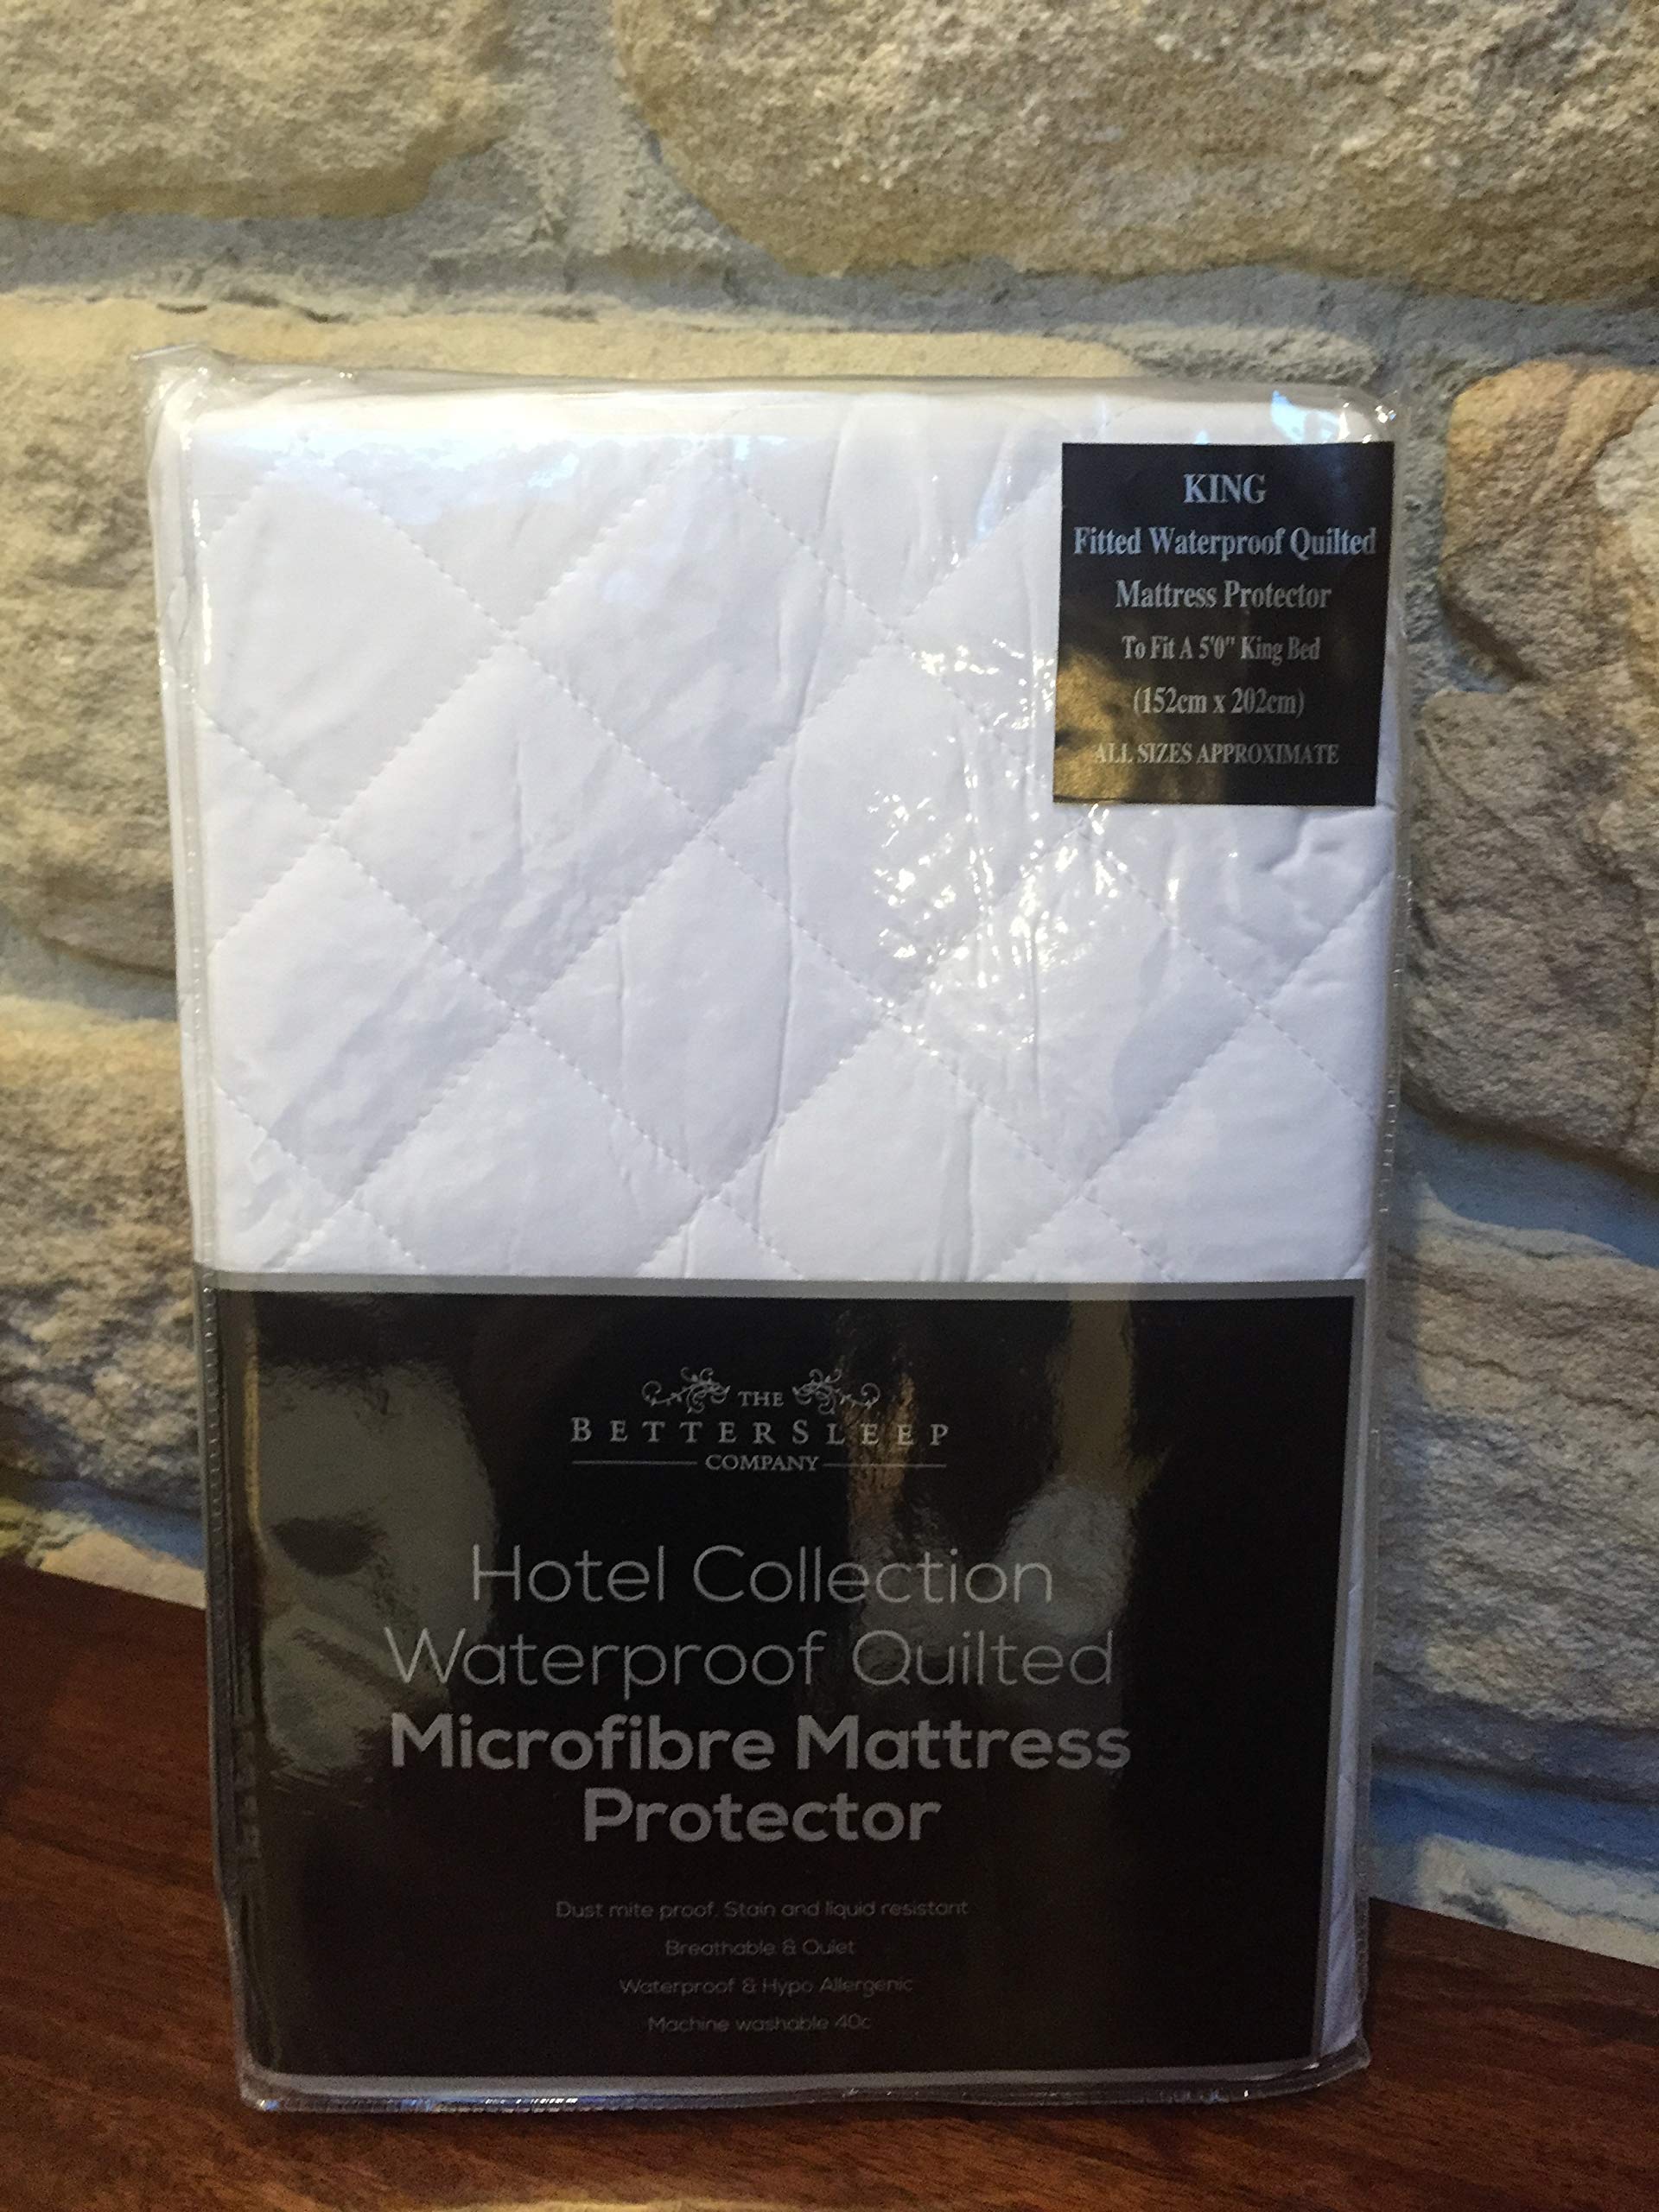 KING
Fitted Waterproof Quilted
Mattress Protector
To Fit A 5'0" King Bed
(152cm x 202cm)
ALL SIZES APPROXIMATE
THE
BETTERSLEEP
COMPANY
Hotel Collection
Waterproof Quilted
Microfibre Mattress
Protector
Dust mite proof. Stain and liquid resistant
Breathable & Quiet
Waterproof & Hypo Allergenic
Machine washable 40c